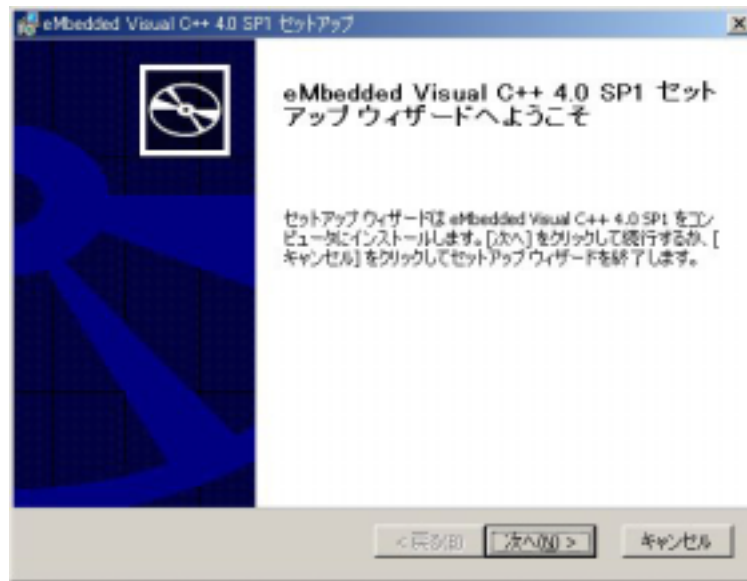 eMbedded Visual C++ 4.0 SP1 セットアップ
eMbedded Visual C++ 4.0 SP1 セット
アップ ウィザードへようこそ
セットアップ ウィザードは eMbedded Visual C++ 4.0 SP1 をコン
ピュータにインストールします。[次へ] をクリックして続行するか、[
キャンセル] をクリックしてセットアップ ウィザードを終了します。
< 戻る(B) 次へ(N) > キャンセル